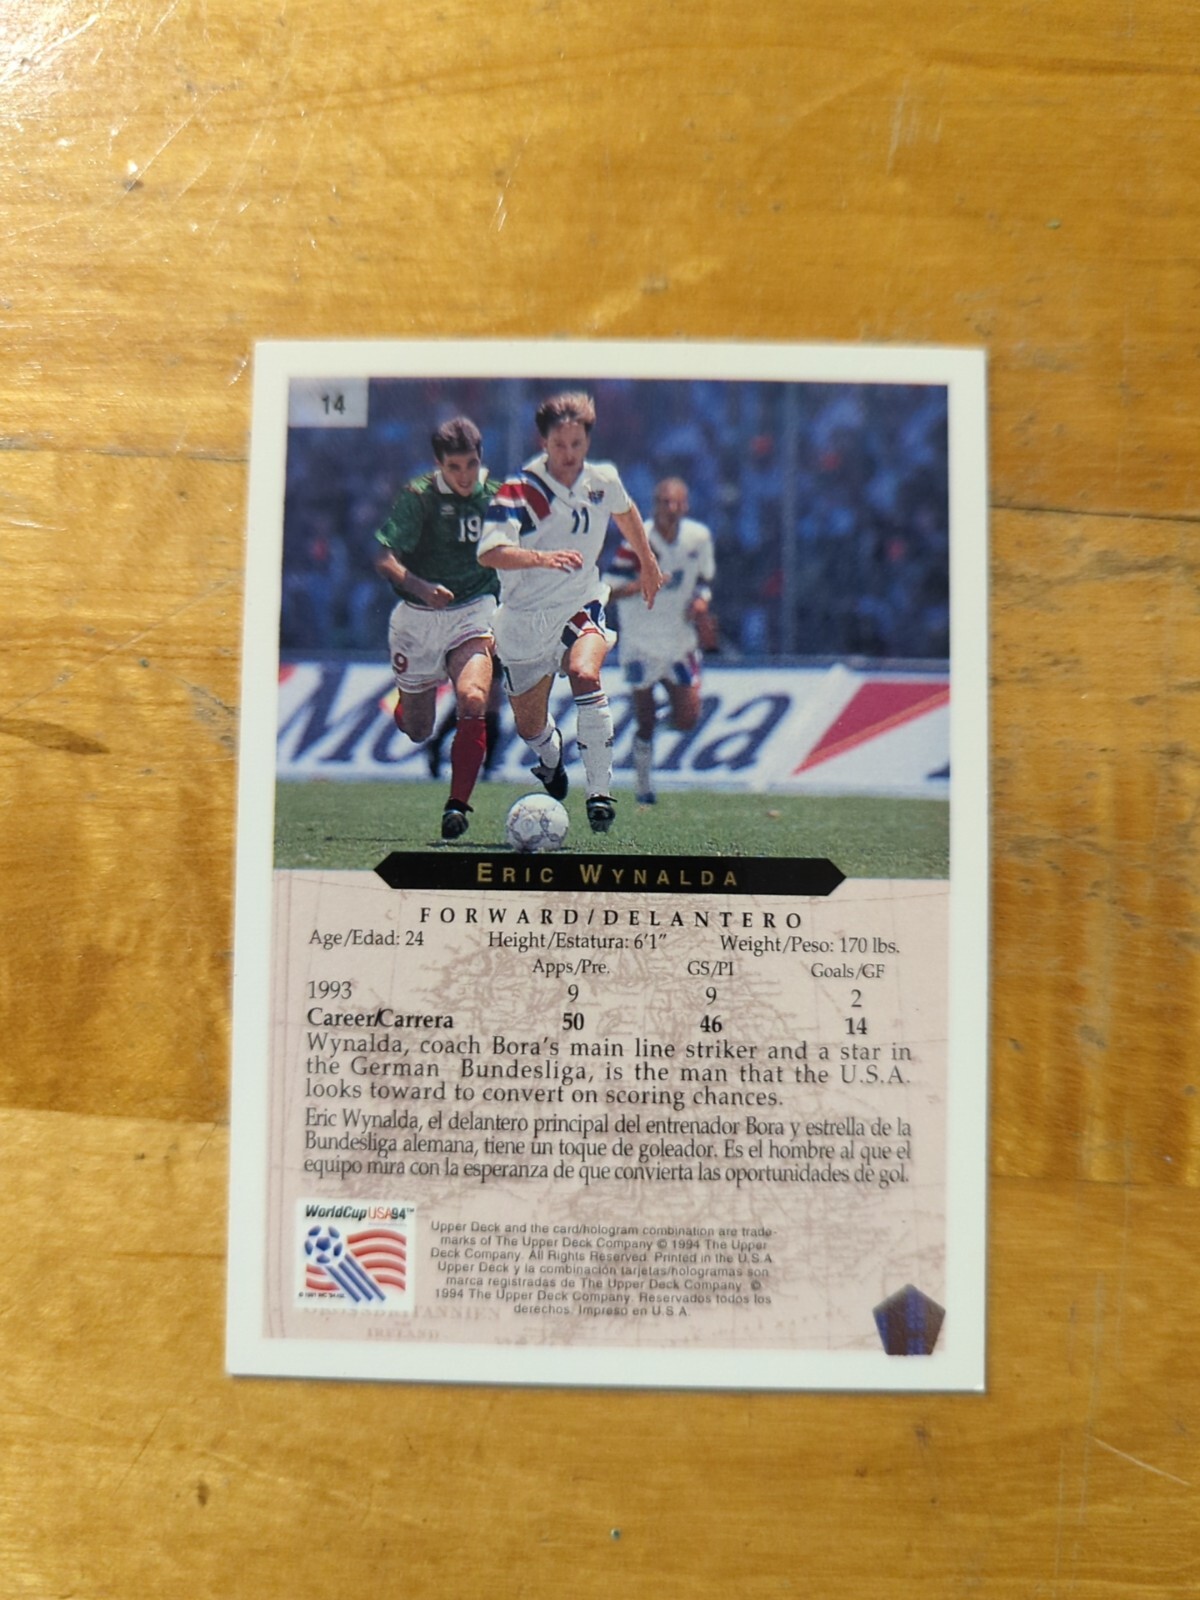 14
19
11
9
Montana
ERIC WYNALDA
FORWARD/DELANTERO
Age/Edad: 24 Height/Estatura: 6'1" Weight/Peso: 170 lbs.
Apps/Pre. GS/PI Goals/GF
1993 9 9 2
Career/Carrera 50 46 14
Wynalda, coach Bora's main line striker and a star in
the German Bundesliga, is the man that the U.S.A.
looks toward to convert on scoring chances.
Eric Wynalda, el delantero principal del entrenador Bora y estrella de la
Bundesliga alemana, tiene un toque de goleador. Es el hombre al que el
equipo mira con la esperanza de que convierta las oportunidades de gol.
WorldCupUSA94™
Upper Deck and the card/hologram combination are trade-
marks of The Upper Deck Company © 1994 The Upper
Deck Company. All Rights Reserved. Printed in the U.S.A
Upper Deck y la combinación tarjetas/hologramas son
marca registradas de The Upper Deck Company. ©
1994 The Upper Deck Company. Reservados todos los
derechos. Impreso en U.S.A.
IRELAND